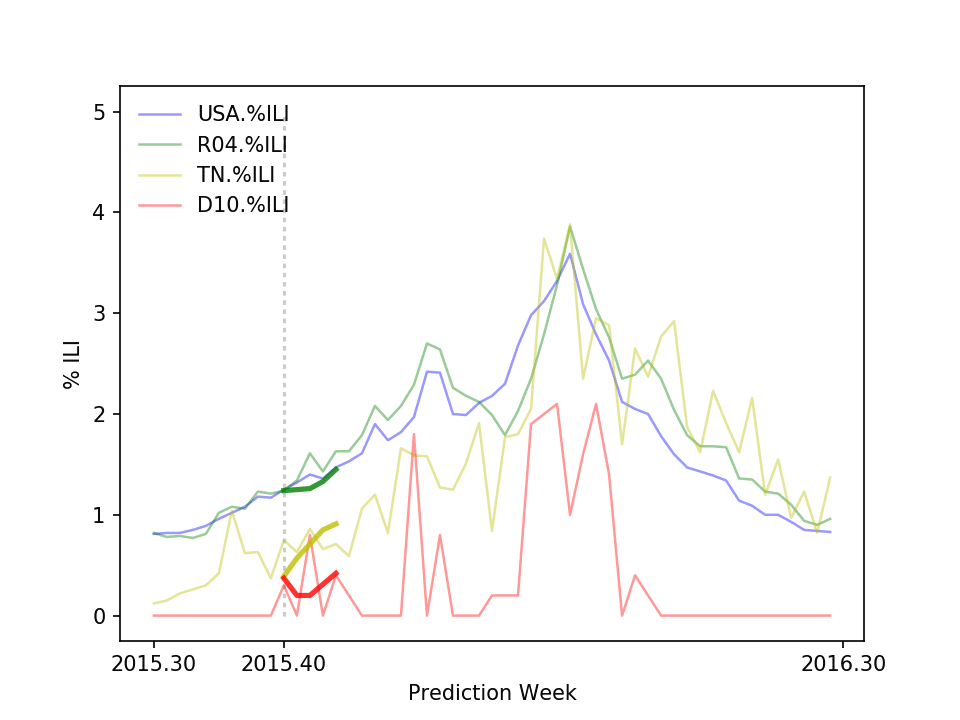 USA.%ILI
R04.%ILI
TN.%ILI
D10.%ILI
5
4
3
2
1
0
% ILI
2015.30
2015.40
2016.30
Prediction Week